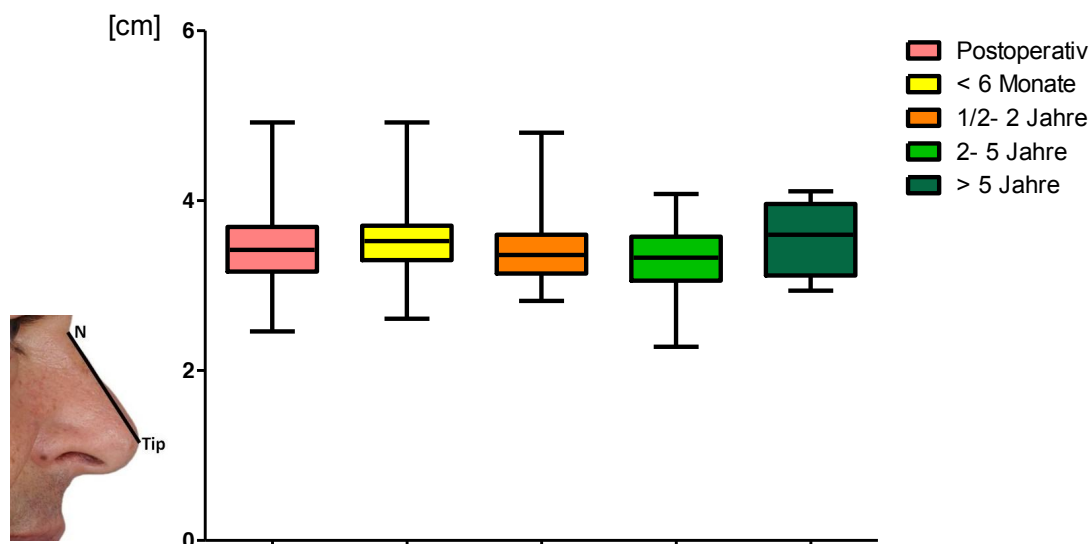 [cm]
6
4
2
0
Postoperativ
< 6 Monate
1/2- 2 Jahre
2- 5 Jahre
> 5 Jahre
N
Tip